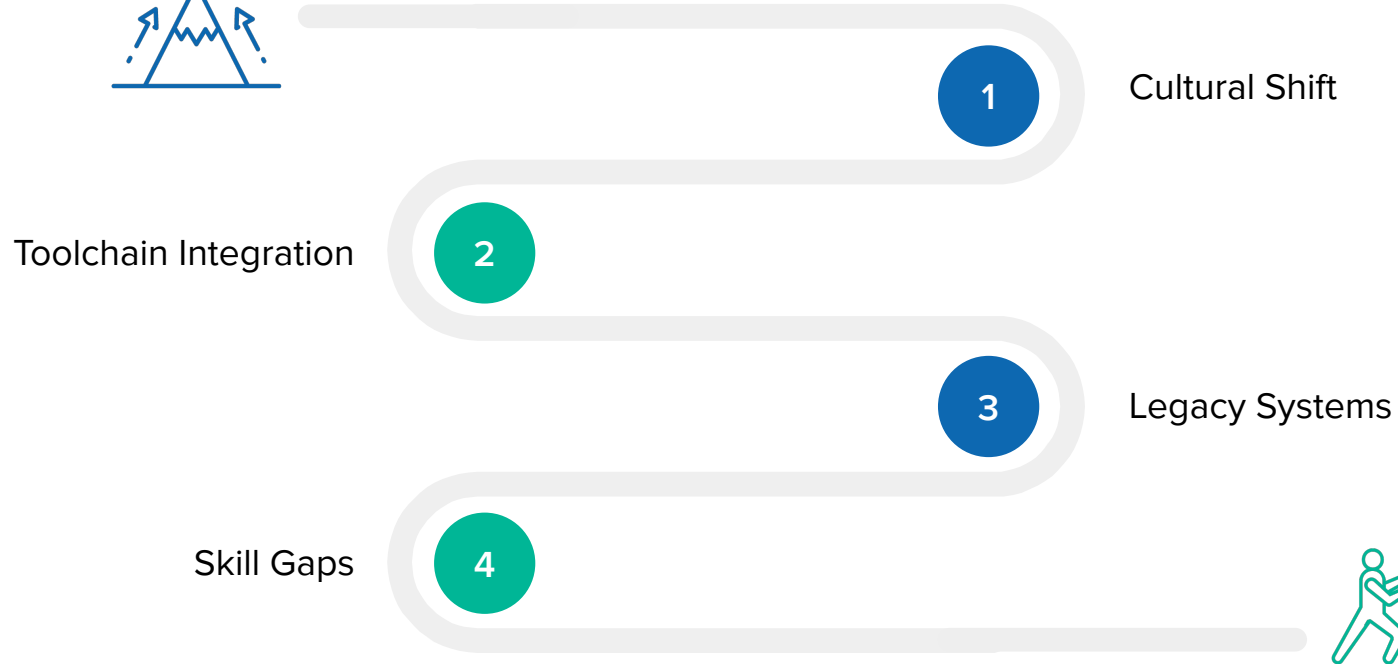 1
Cultural Shift
Toolchain Integration
2
3
Legacy Systems
Skill Gaps
4